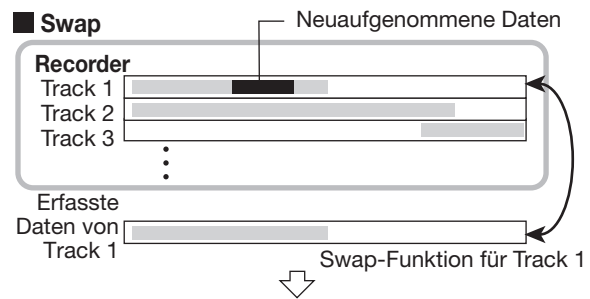 Swap
Neuaufgenommene Daten
Recorder
Track 1
Track 2
Track 3
Erfasste
Daten von
Track 1
Swap-Funktion für Track 1